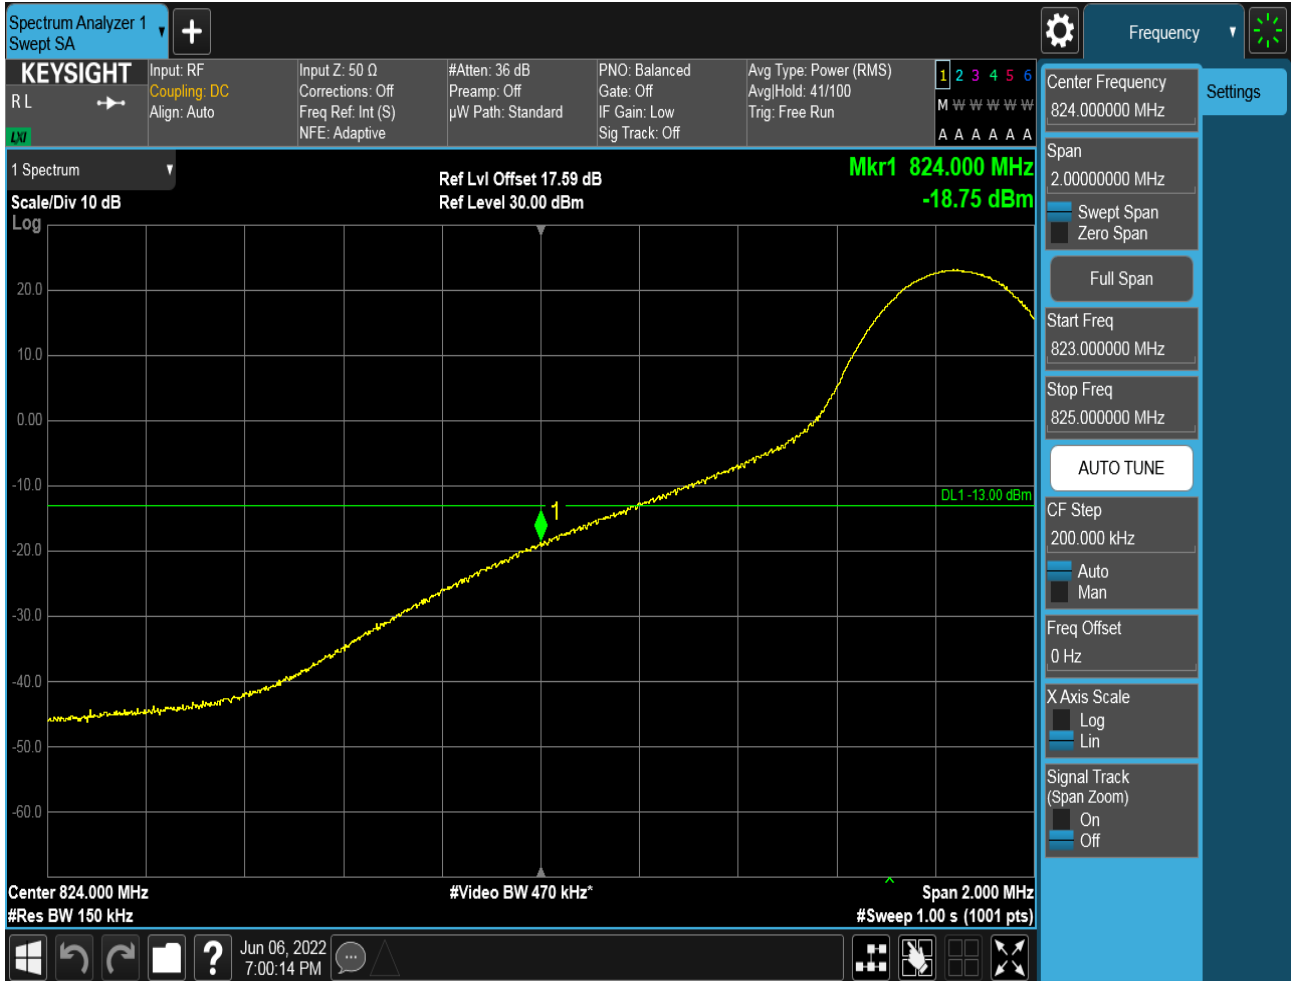 Spectrum Analyzer 1
Swept SA
+
Frequency
KEYSIGHT
R L
LXI
Input: RF
Coupling: DC
Align: Auto
Input Z: 50 Ω
Corrections: Off
Freq Ref: Int (S)
NFE: Adaptive
#Atten: 36 dB
Preamp: Off
µW Path: Standard
PNO: Balanced
Gate: Off
IF Gain: Low
Sig Track: Off
Avg Type: Power (RMS)
Avg|Hold: 41/100
Trig: Free Run
1 2 3 4 5 6
M W W W W W
A A A A A A
1 Spectrum
Scale/Div 10 dB
Log
Ref Lvl Offset 17.59 dB
Ref Level 30.00 dBm
Mkr1 824.000 MHz
-18.75 dBm
20.0
10.0
0.00
-10.0
-20.0
-30.0
-40.0
-50.0
-60.0
DL1 -13.00 dBm
1
Center 824.000 MHz
#Res BW 150 kHz
#Video BW 470 kHz*
Span 2.000 MHz
#Sweep 1.00 s (1001 pts)
Center Frequency
824.000000 MHz
Settings
Span
2.00000000 MHz
Swept Span
Zero Span
Full Span
Start Freq
823.000000 MHz
Stop Freq
825.000000 MHz
AUTO TUNE
CF Step
200.000 kHz
Auto
Man
Freq Offset
0 Hz
X Axis Scale
Log
Lin
Signal Track
(Span Zoom)
On
Off
?
Jun 06, 2022
7:00:14 PM